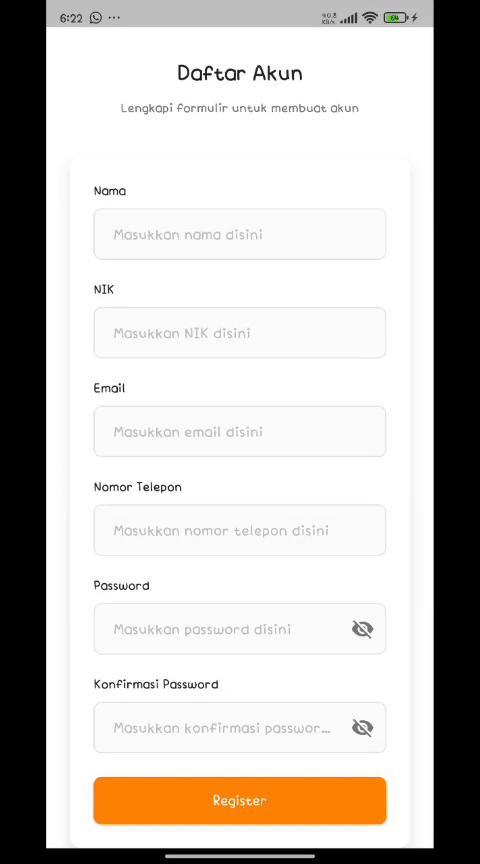 6:22
40.8
KB/s
64
Daftar Akun
Lengkapi formulir untuk membuat akun
Nama
Masukkan nama disini
NIK
Masukkan NIK disini
Email
Masukkan email disini
Nomor Telepon
Masukkan nomor telepon disini
Password
Masukkan password disini
Konfirmasi Password
Masukkan konfirmasi passwor...
Register